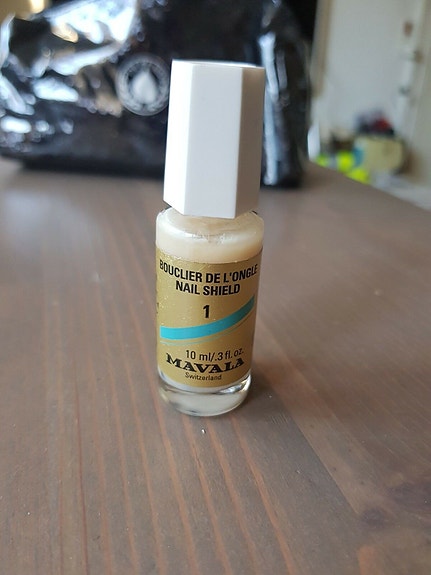 BOUCLIER DE L'ONGLE
NAIL SHIELD
1
10 ml/.3 fl. oz.
MAVALA
Switzerland